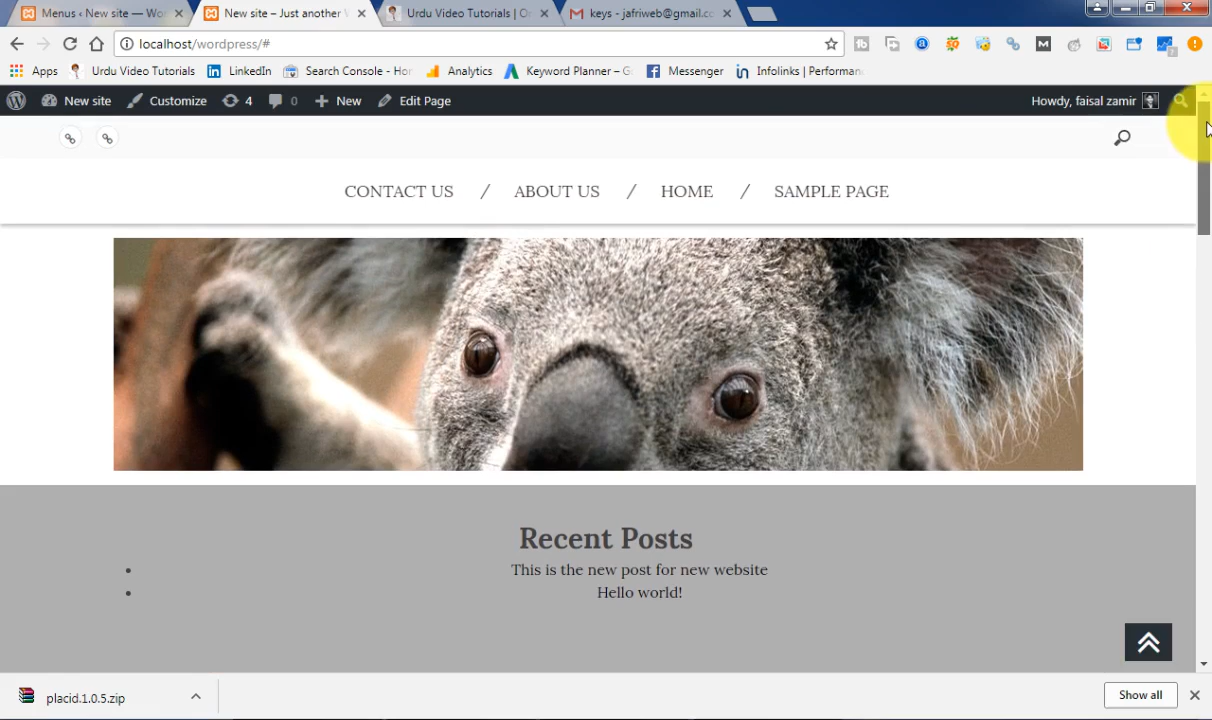 Menus ‹ New site — Wor
New site – Just another
Urdu Video Tutorials | O
keys - jafriweb@gmail.c
localhost/wordpress/#
Apps
Urdu Video Tutorials
LinkedIn
Search Console - Hor
Analytics
Keyword Planner – G
Messenger
Infolinks | Performan
New site
Customize
4
0
New
Edit Page
Howdy, faisal zamir
CONTACT US / ABOUT US / HOME / SAMPLE PAGE
Recent Posts
This is the new post for new website
Hello world!
placid.1.0.5.zip
Show all